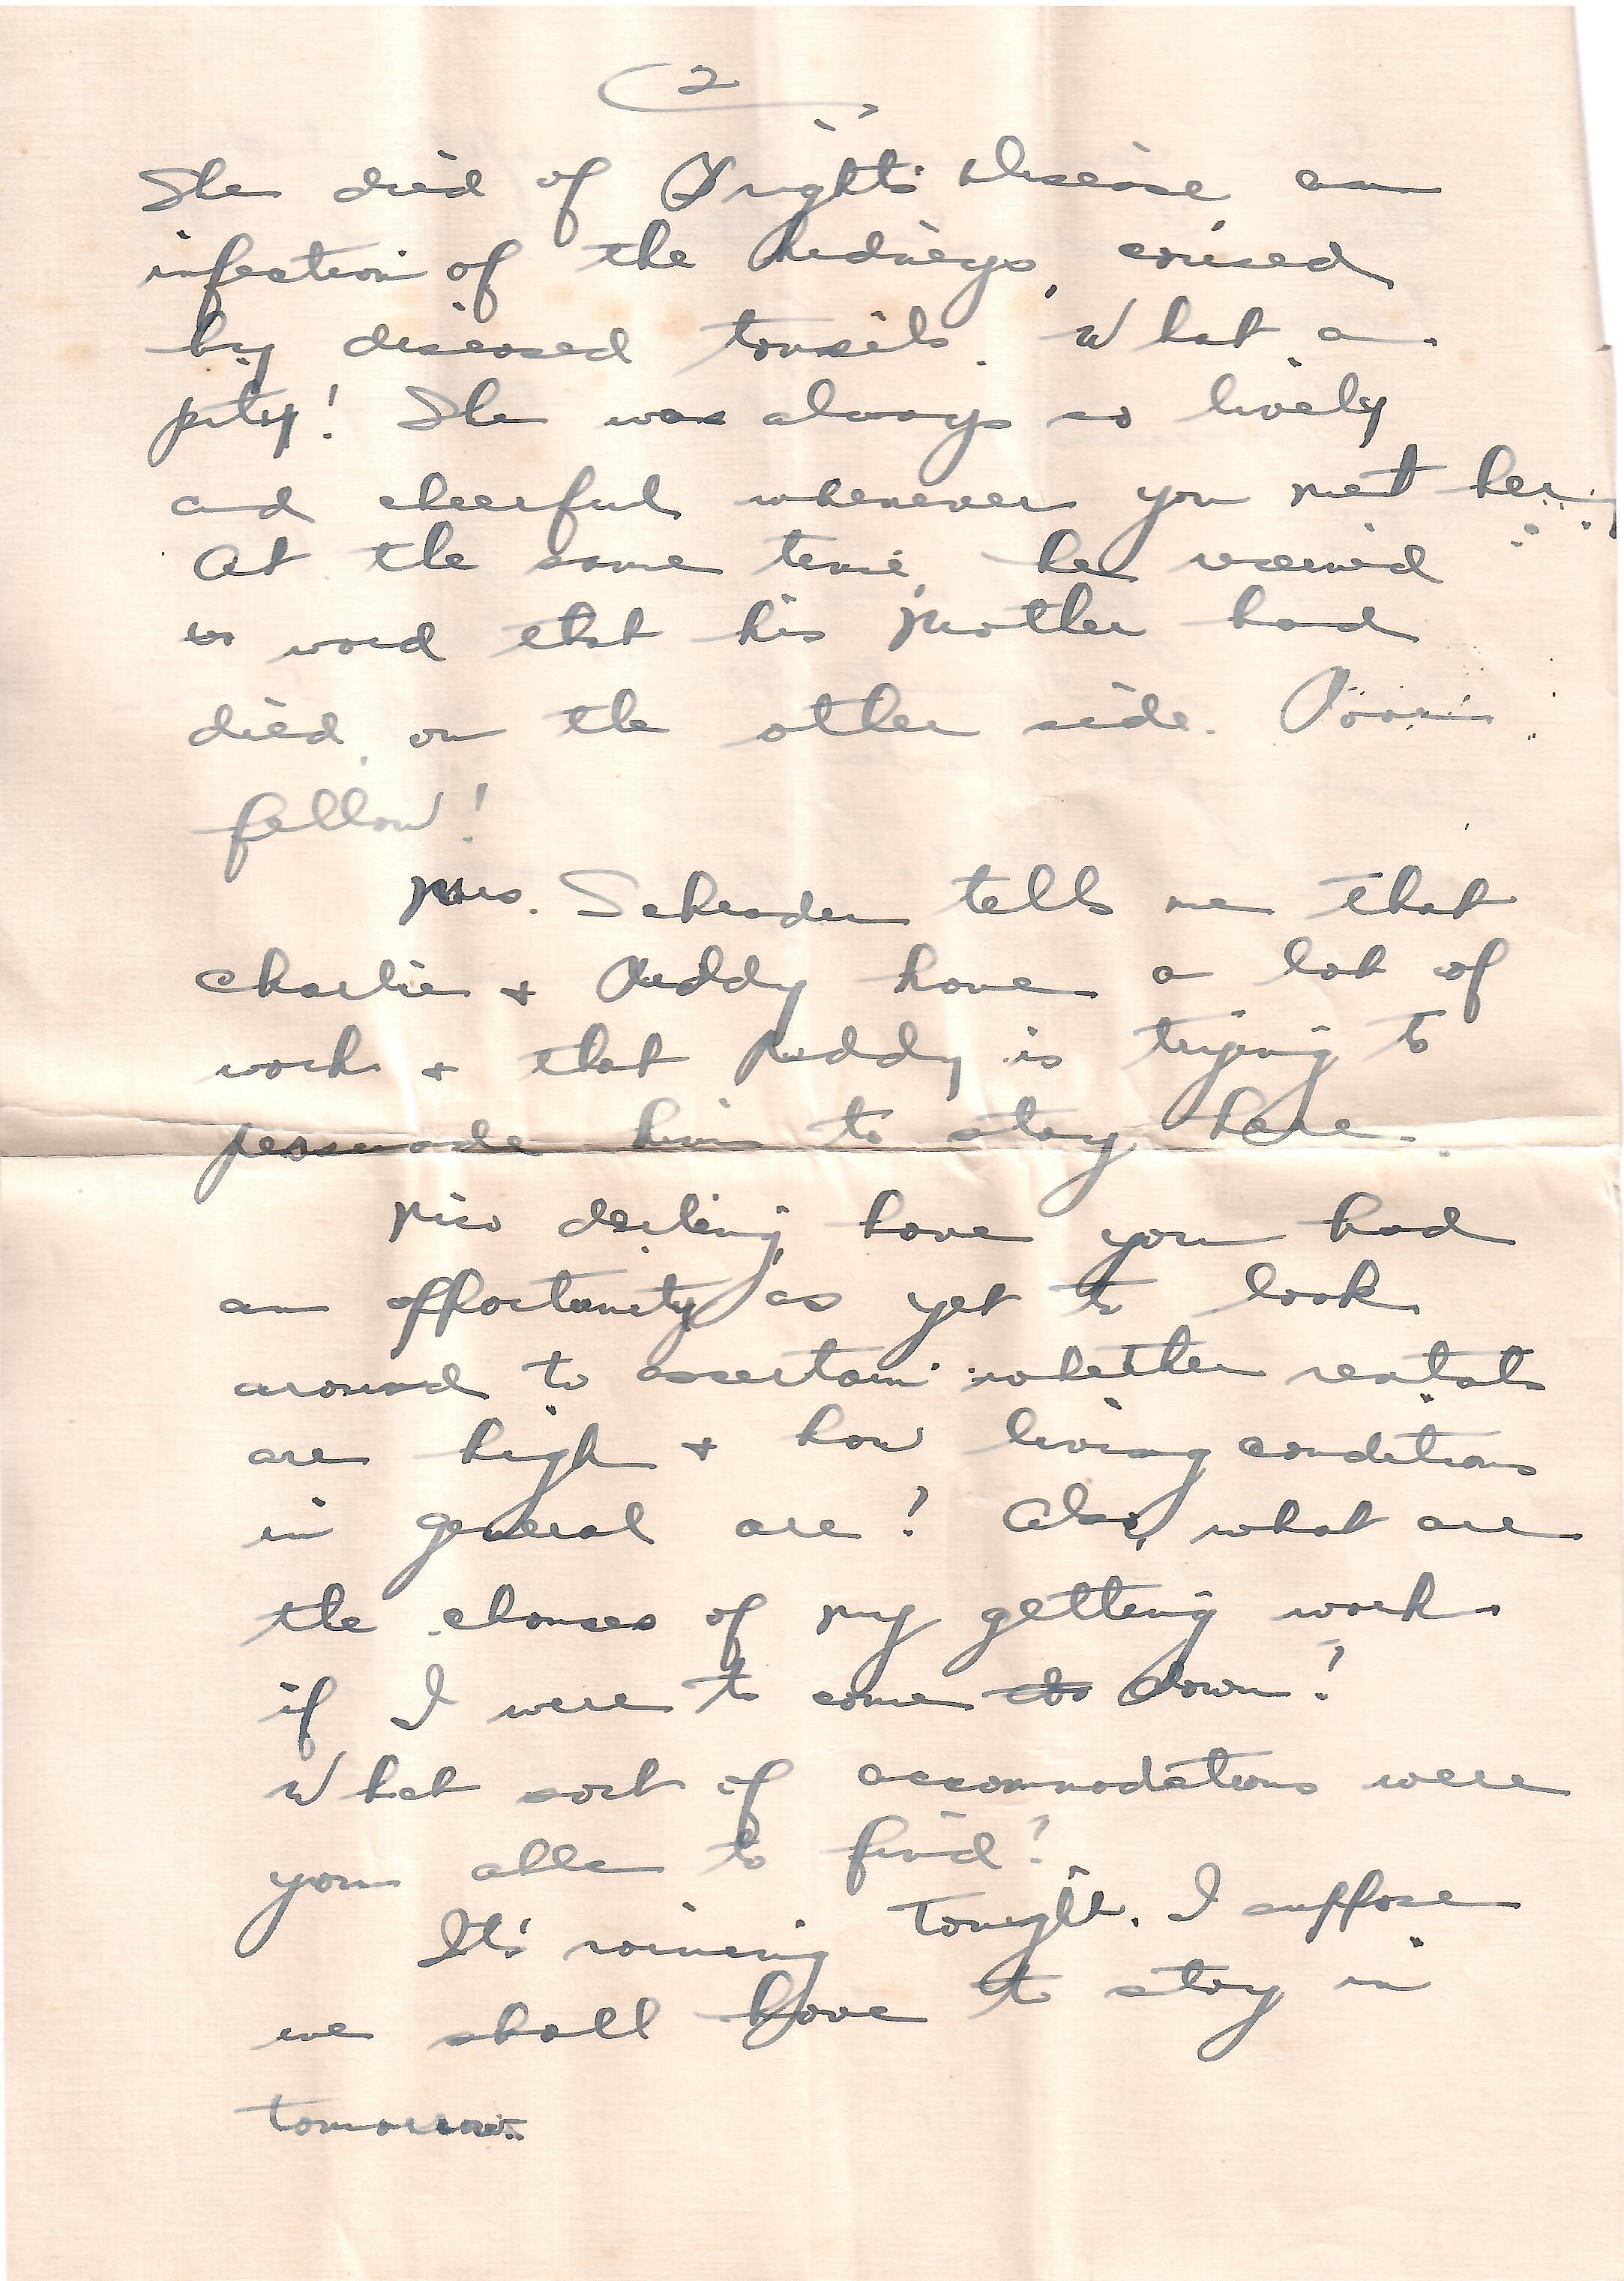 2
She died of Brights disease, an
infection of the kidneys, caused
by diseased tonsils. What a
pity! She was always so lively
and cheerful whenever you met her.
At the same time, he received
word that his mother had
died on the other side. Poor
fellow!
Mrs. Schrader tells me that
Charlie + Ruddy have a lot of
work + that Ruddy is trying to
persuade him to stay here.
darling, have you had
an opportunity as yet to look
around to ascertain whether rentals
are high + how living conditions
in general are? Also, what are
the chances of my getting work
if I were to come down?
What sort of accommodations were
you able to find?
It's raining tonight. I suppose
we shall have to stay in
tomorrow.